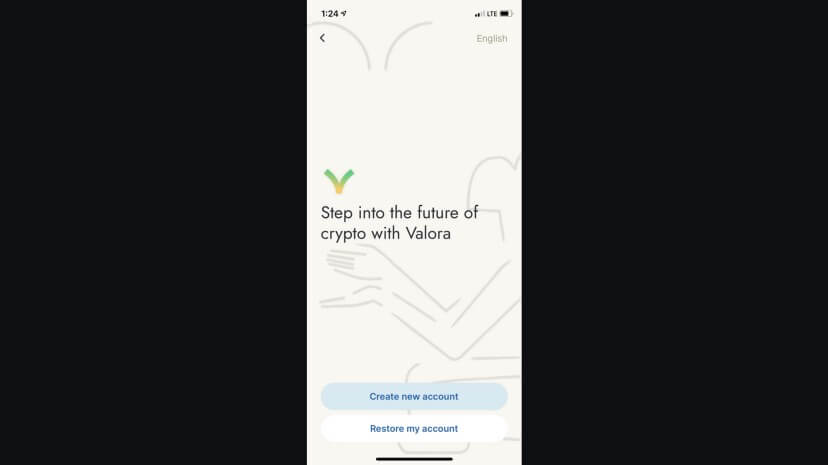 1:24
LTE
English
Step into the future of
crypto with Valora
Create new account
Restore my account